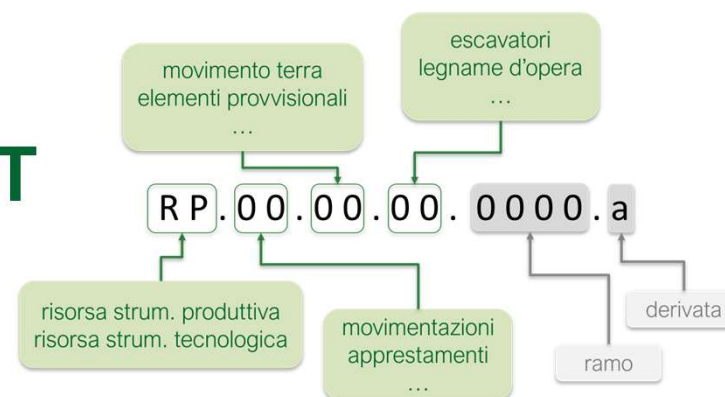 escavatori
legname d'opera
...
movimento terra
elementi provvisionali
...
T
RP.00.00.00.0000.a
risorsa strum. produttiva
risorsa strum. tecnologica
movimentazioni
apprestamenti
...
derivata
ramo